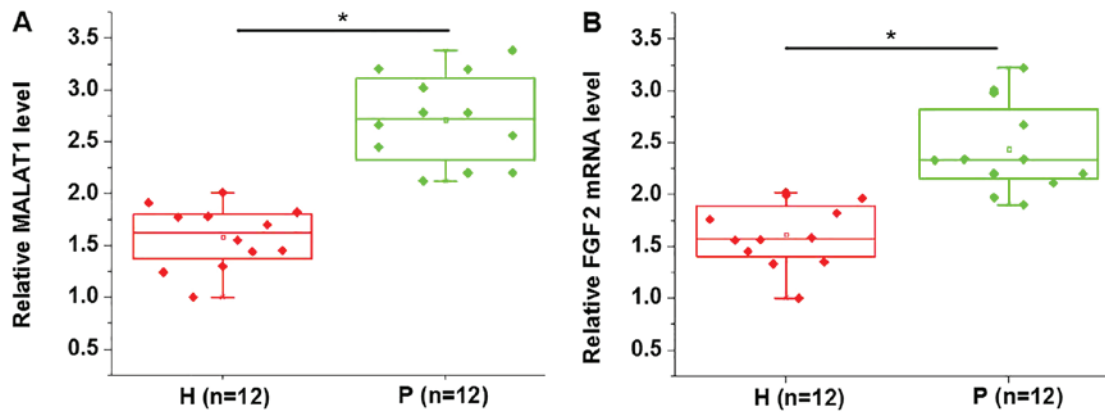 A
Relative MALAT1 level
3.5
3.0
2.5
2.0
1.5
1.0
0.5
*
H (n=12)
P (n=12)
B
Relative FGF2 mRNA level
3.5
3.0
2.5
2.0
1.5
1.0
0.5
*
H (n=12)
P (n=12)